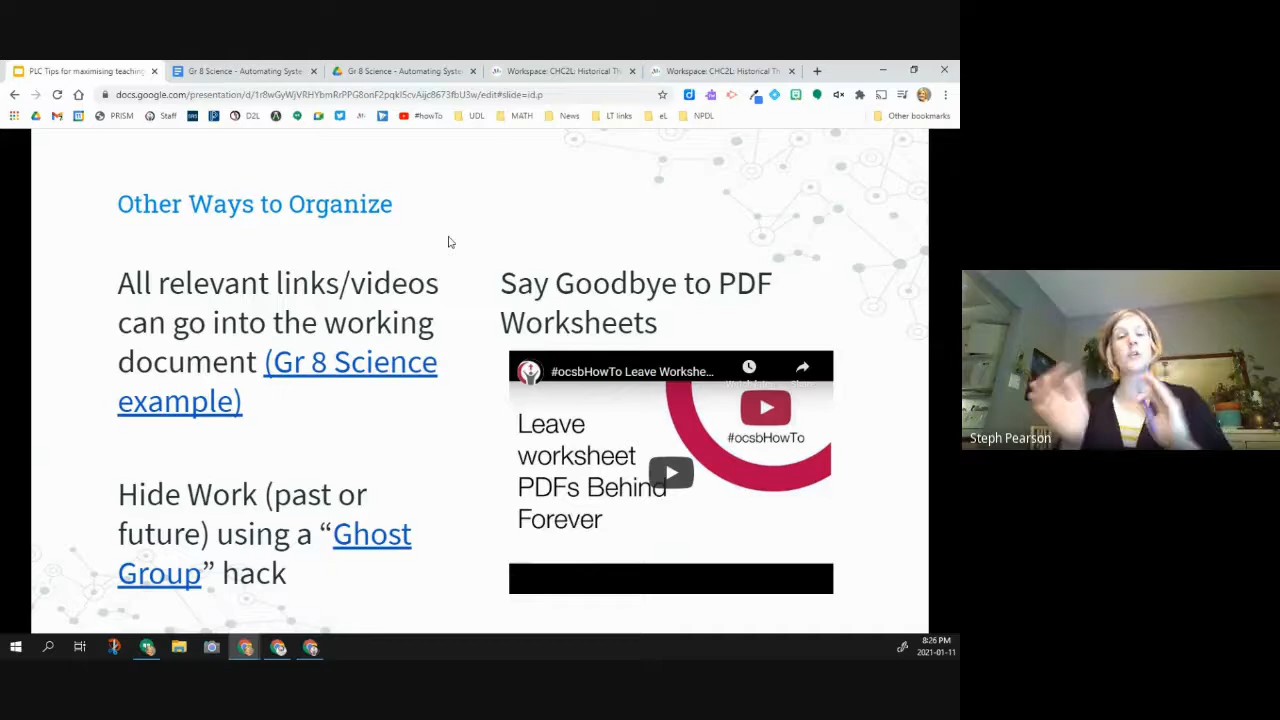 PLC Tips for maximising teaching
Gr 8 Science - Automating Syste
Gr 8 Science - Automating Syste
Workspace: CHC2L: Historical Th
Workspace: CHC2L: Historical Th
docs.google.com/presentation/d/
PRISM
Staff
D2L
#howTo
UDL
MATH
News
LT links
eL
NPDL
Other bookmarks
Other Ways to Organize
All relevant links/videos
can go into the working
document (Gr 8 Science
example)
Hide Work (past or
future) using a “Ghost
Group” hack
Say Goodbye to PDF
Worksheets
#ocsbHowTo Leave Workshe...
#ocsbHowTo
Leave
worksheet
PDFs Behind
Forever
Steph Pearson
8:26 PM
2021-01-11